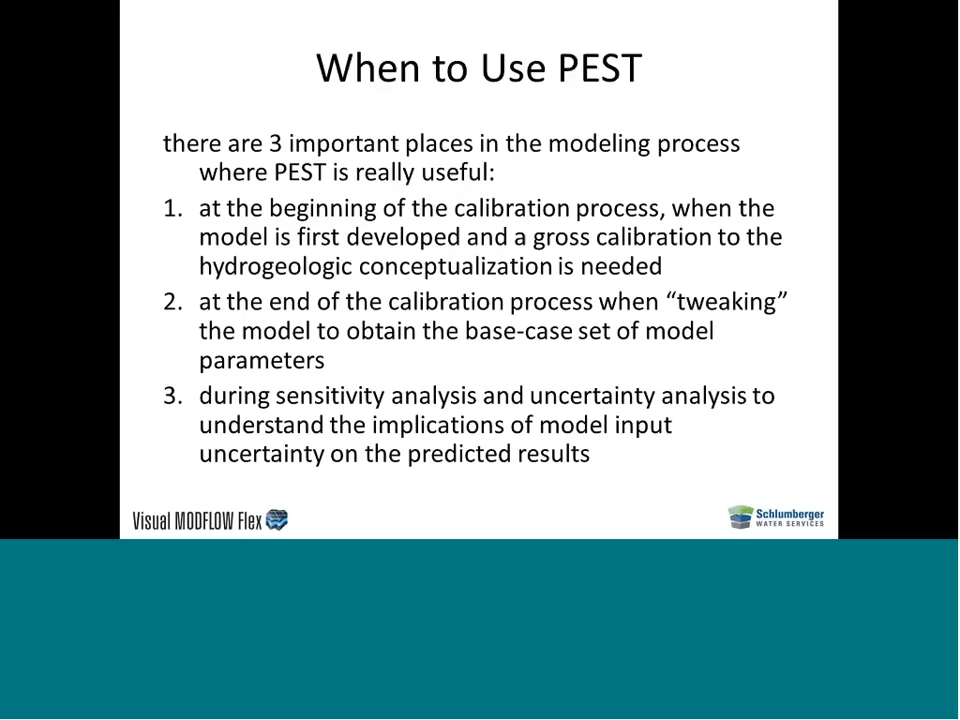 When to Use PEST
there are 3 important places in the modeling process
where PEST is really useful:
1. at the beginning of the calibration process, when the
model is first developed and a gross calibration to the
hydrogeologic conceptualization is needed
2. at the end of the calibration process when “tweaking”
the model to obtain the base-case set of model
parameters
3. during sensitivity analysis and uncertainty analysis to
understand the implications of model input
uncertainty on the predicted results
Visual MODFLOW Flex
Schlumberger
WATER SERVICES